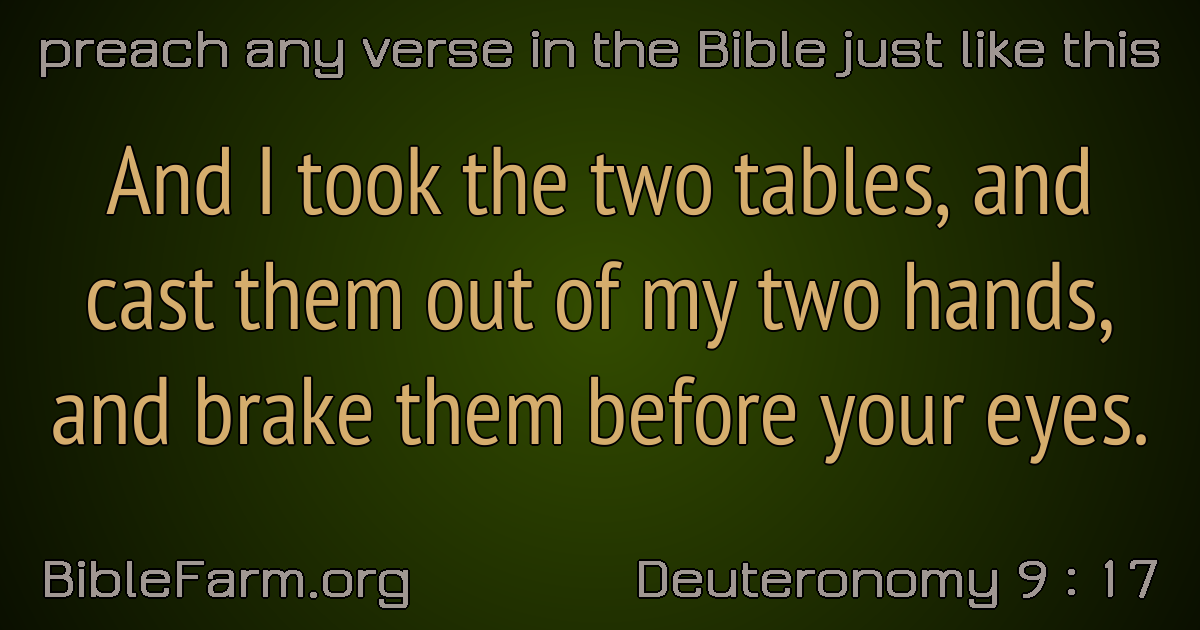 preach any verse in the Bible just like this
And I took the two tables, and
cast them out of my two hands,
and brake them before your eyes.
BibleFarm.org
Deuteronomy 9 : 17